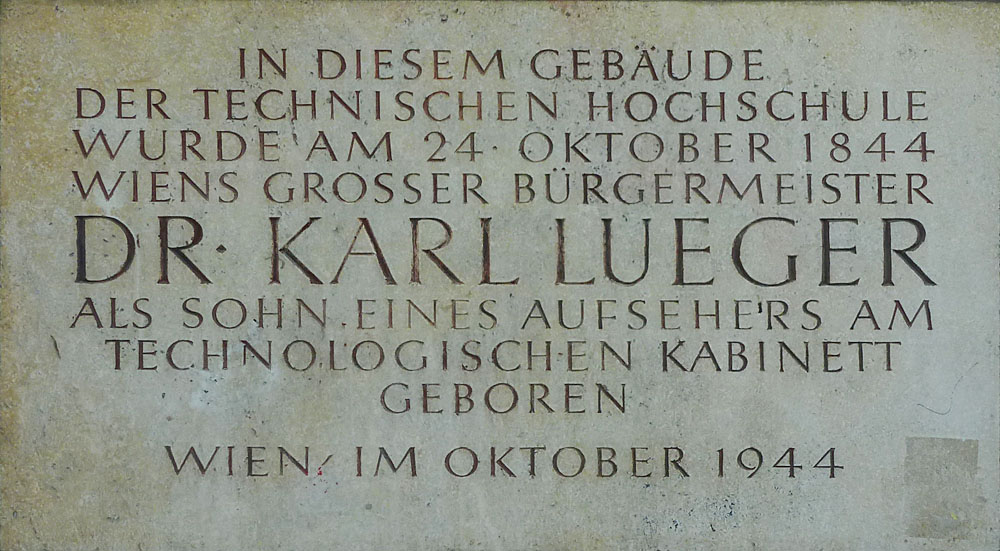 IN DIESEM GEBÄUDE
DER TECHNISCHEN HOCHSCHULE
WURDE AM 24. OKTOBER 1844
WIENS GROSSER BÜRGERMEISTER
DR. KARL LUEGER
ALS SOHN EINES AUFSEHERS AM
TECHNOLOGISCHEN KABINETT
GEBOREN
WIEN, IM OKTOBER 1944